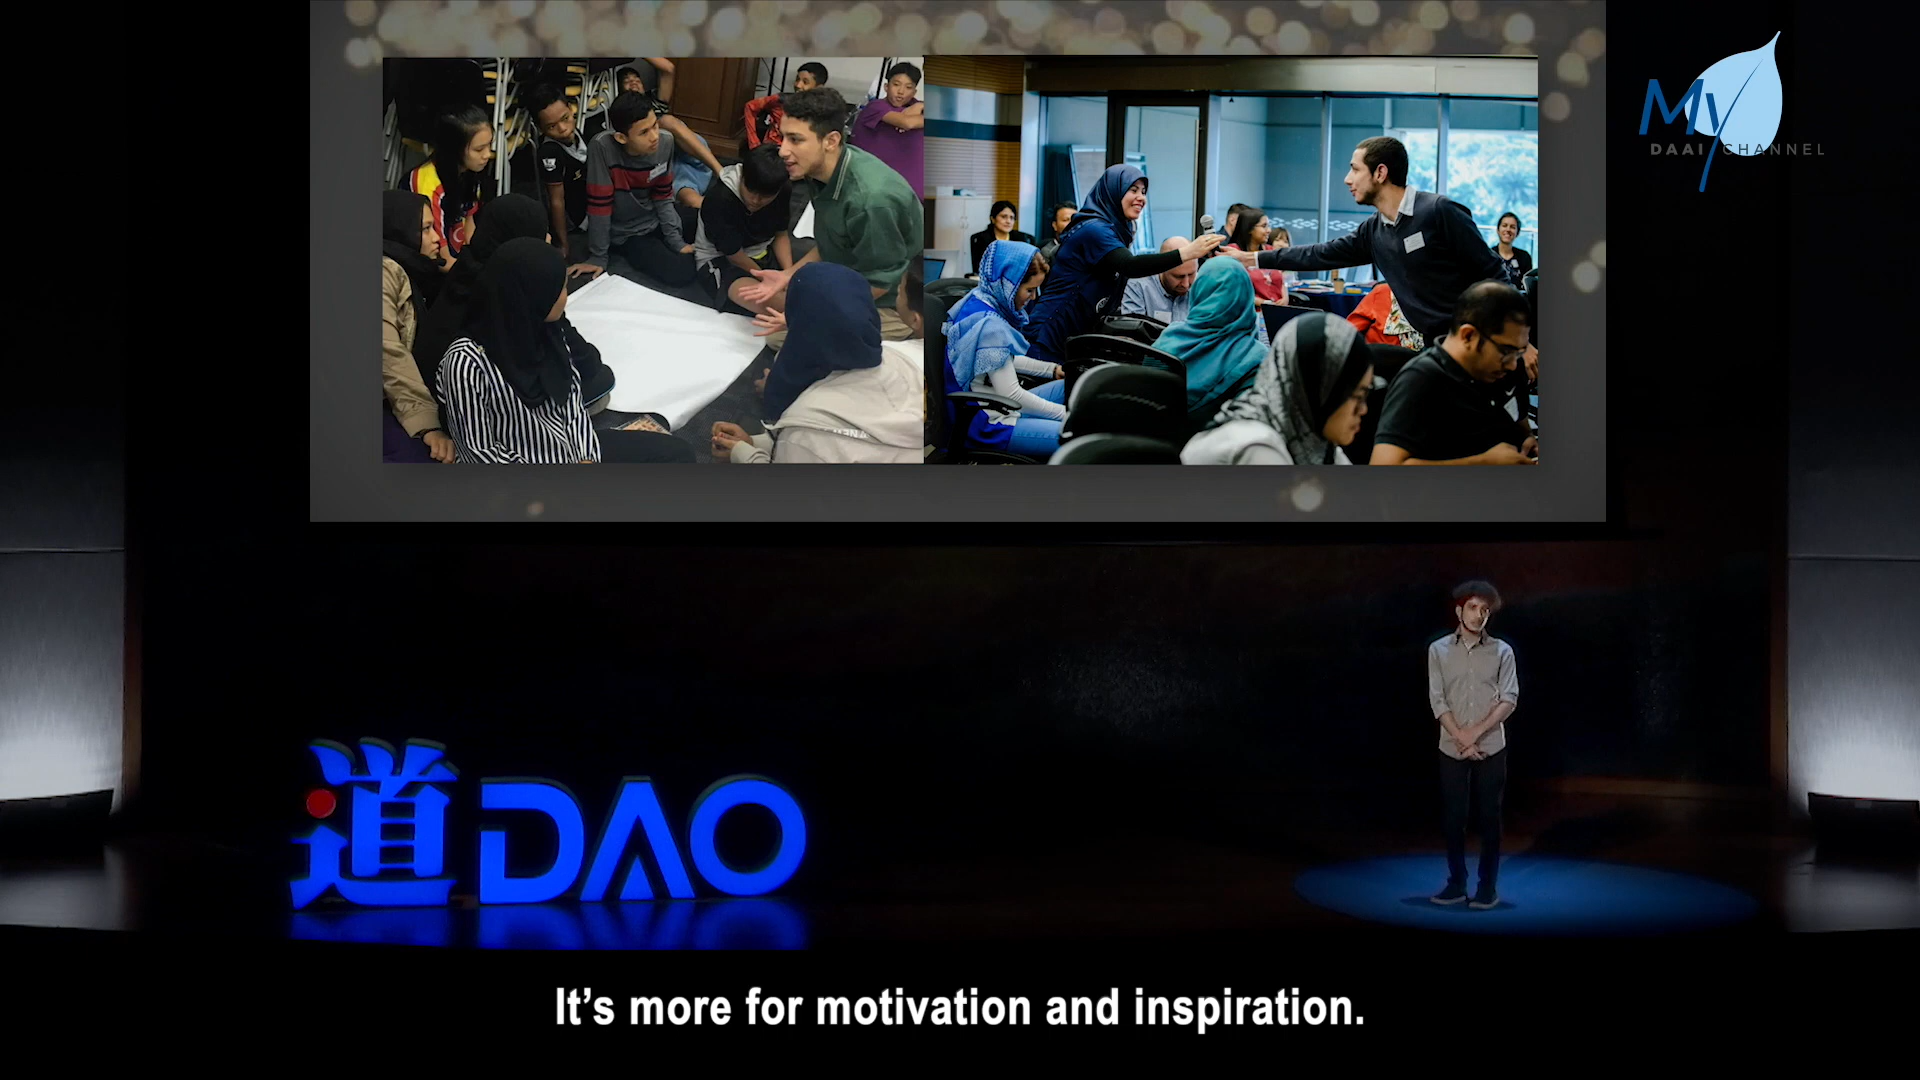 My
DAAI CHANNEL
道DAO
It's more for motivation and inspiration.